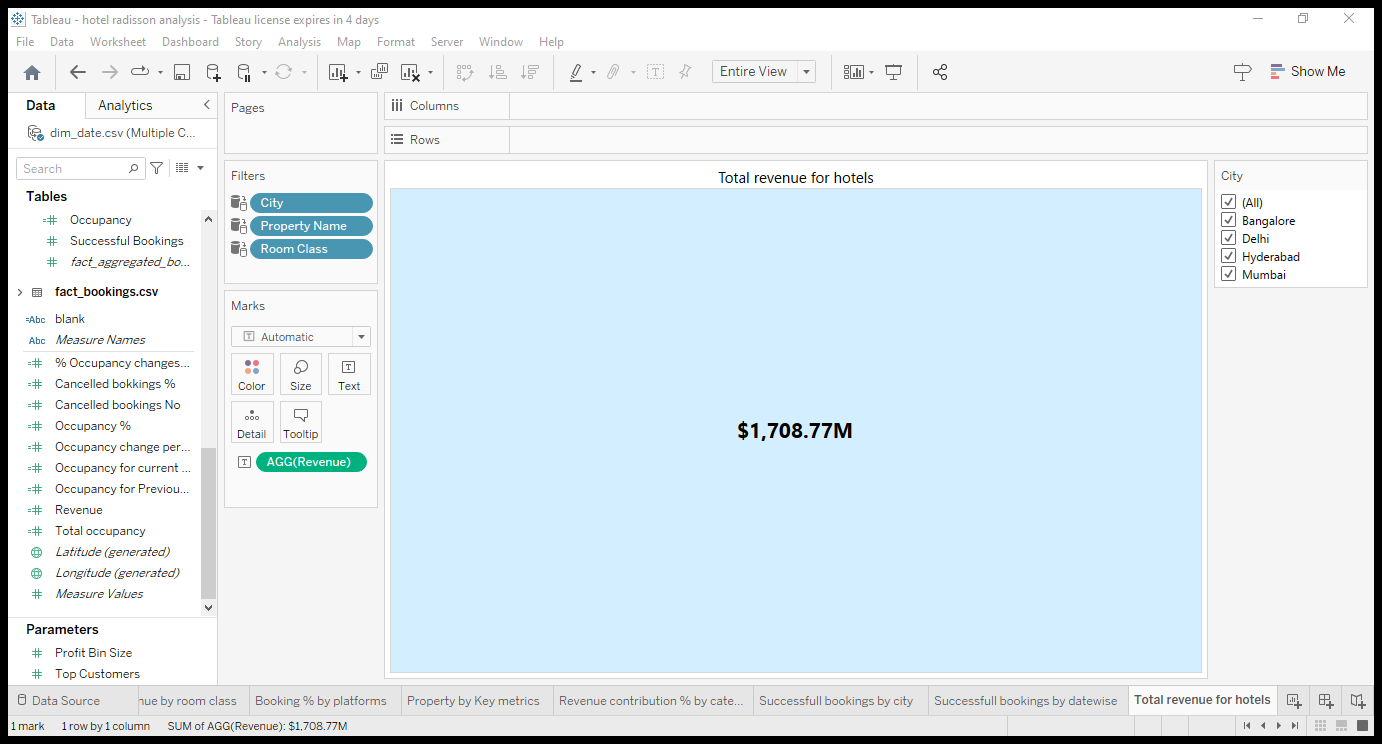 Tableau - hotel radisson analysis - Tableau license expires in 4 days
File Data Worksheet Dashboard Story Analysis Map Format Server Window Help
Entire View
Show Me
Data Analytics
dim_date.csv (Multiple C...
Search
Tables
Occupancy
Successful Bookings
fact_aggregated_bo...
fact_bookings.csv
Abc blank
Abc Measure Names
% Occupancy changes...
Cancelled bokkings %
Cancelled bookings No
Occupancy %
Occupancy change per...
Occupancy for current ...
Occupancy for Previou...
Revenue
Total occupancy
Latitude (generated)
Longitude (generated)
Measure Values
Parameters
Profit Bin Size
Top Customers
Pages
Filters
City
Property Name
Room Class
Marks
Automatic
Color Size Text
Detail Tooltip
AGG(Revenue)
Columns
Rows
Total revenue for hotels
$1,708.77M
City
(All)
Bangalore
Delhi
Hyderabad
Mumbai
Data Source nue by room class Booking % by platforms Property by Key metrics Revenue contribution % by cate... Successfull bookings by city Successfull bookings by datewise Total revenue for hotels
1 mark 1 row by 1 column SUM of AGG(Revenue): $1,708.77M